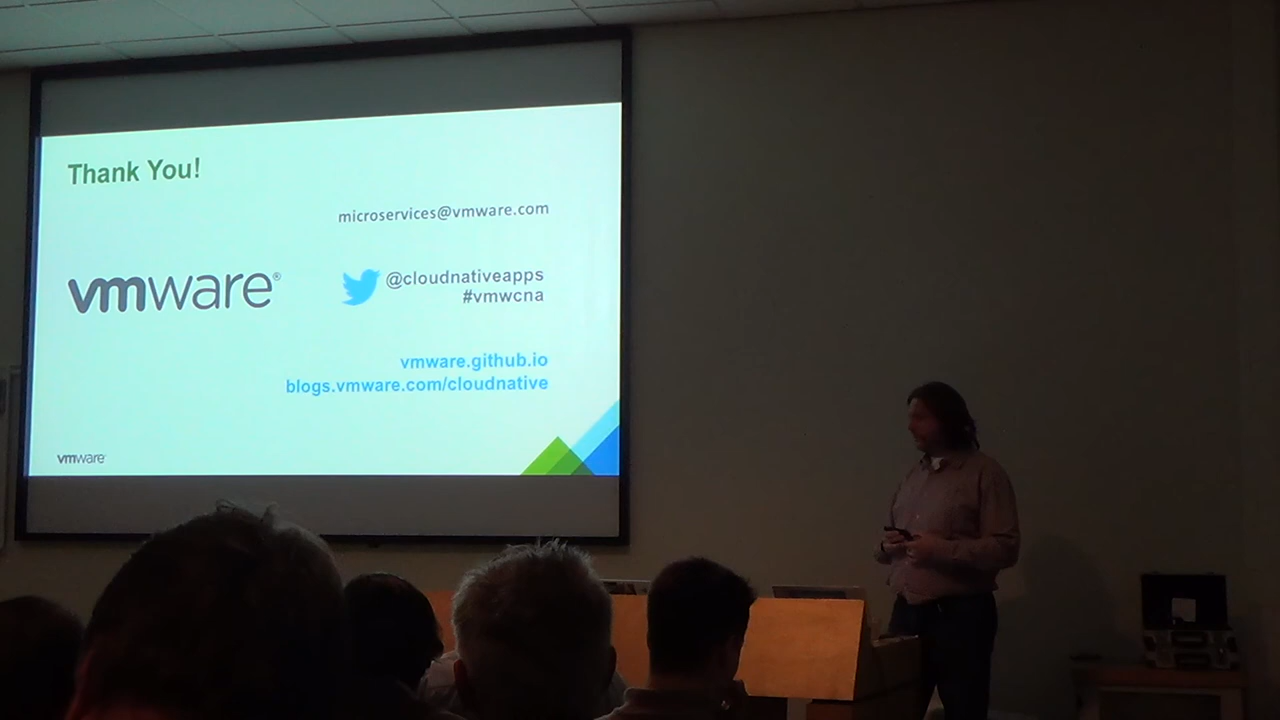 Thank You!
microservices@vmware.com
vmware®
@cloudnativeapps
#vmwcna
vmware.github.io
blogs.vmware.com/cloudnative
vmware